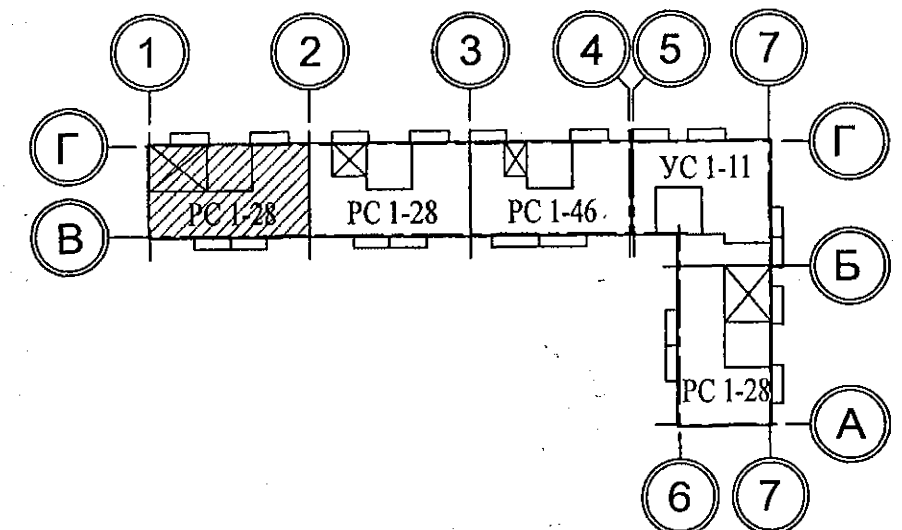 1 2 3 4 5 7
Г Г
УС 1-11
РС 1-28 РС 1-28 РС 1-46
В Б
РС 1-28
А
6 7